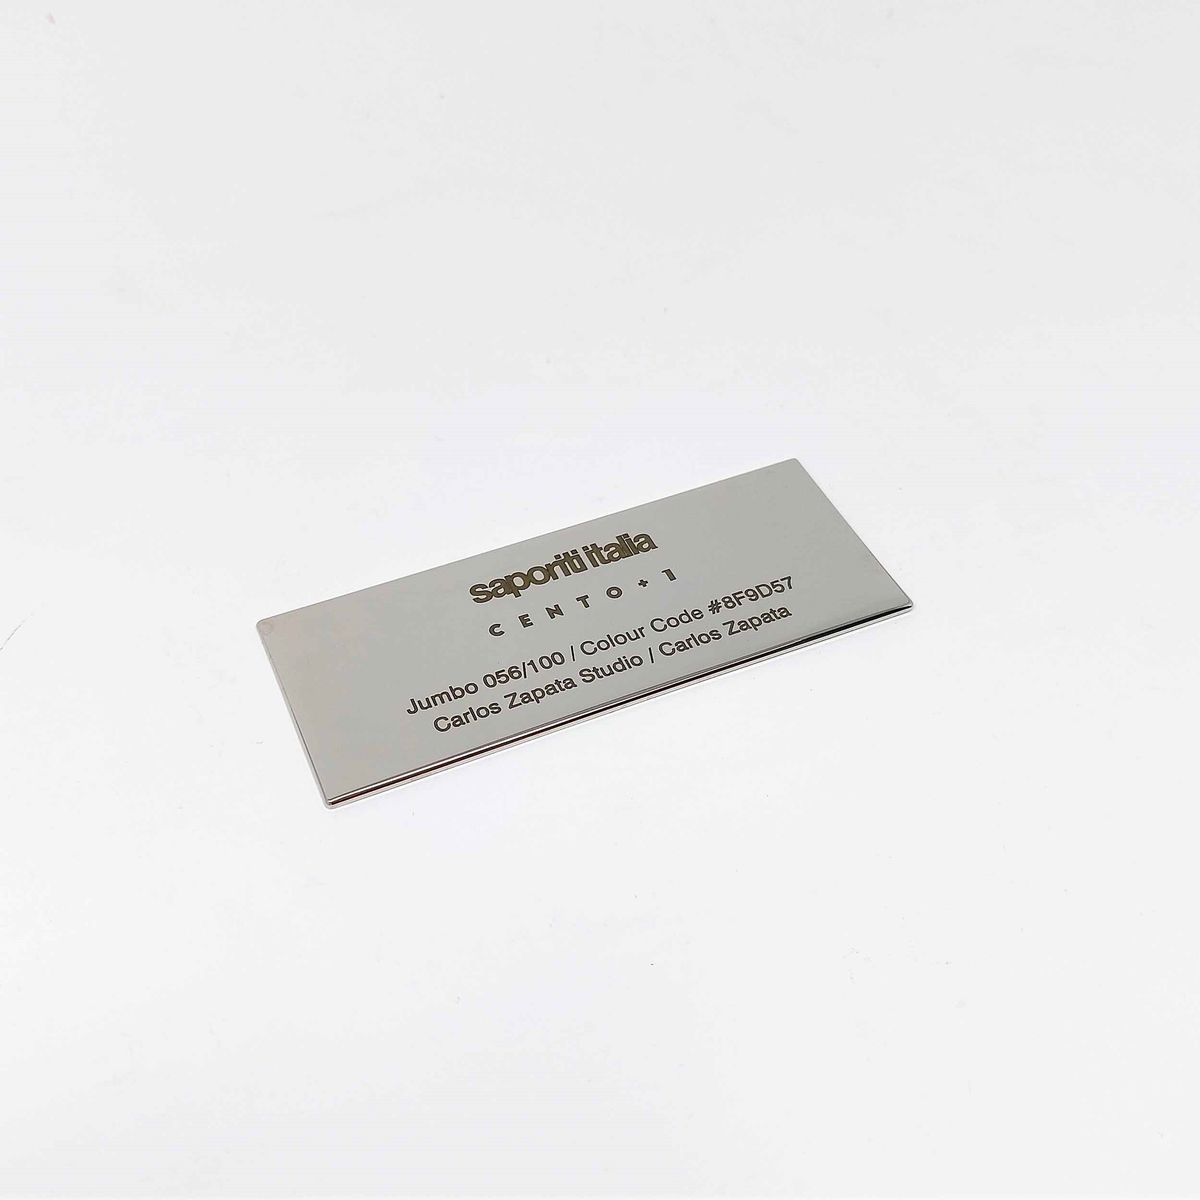 saporiti italia
CENTO+1
Jumbo 056/100 / Colour Code #8F9D57
Carlos Zapata Studio / Carlos Zapata